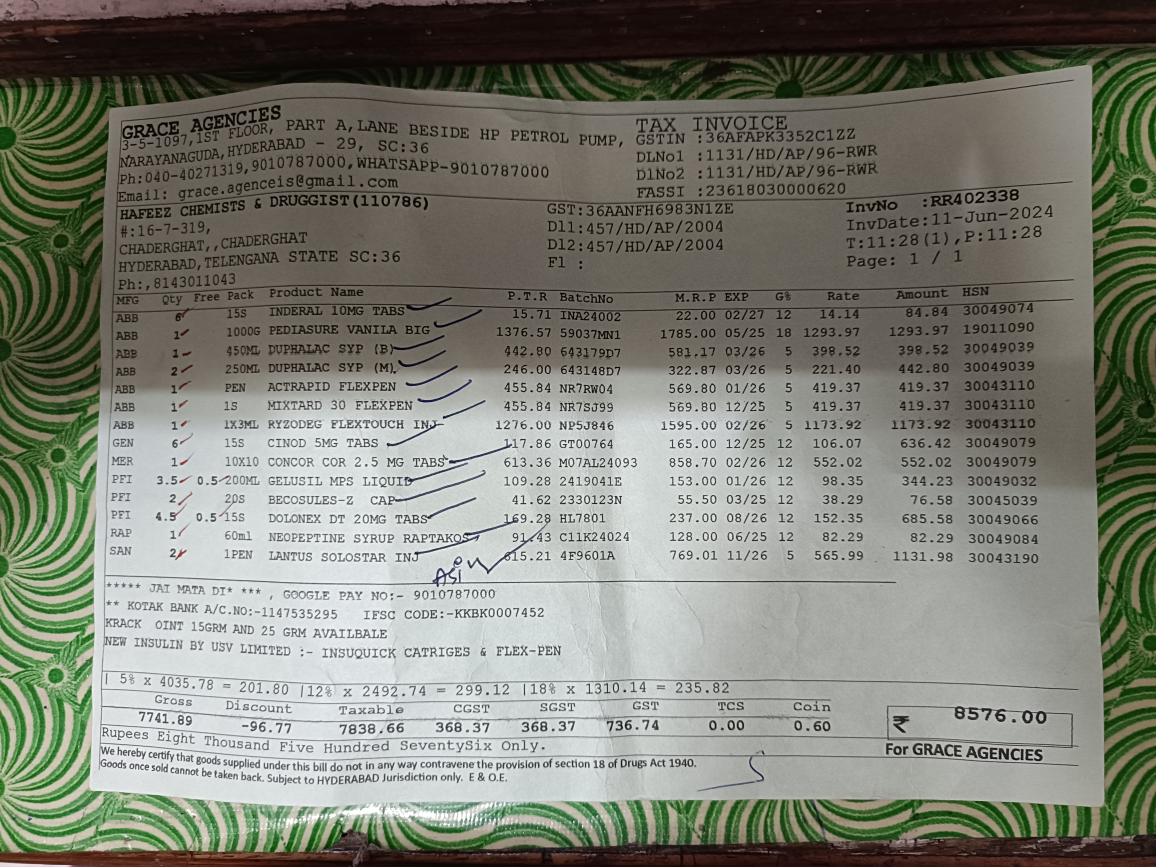 GRACE AGENCIES
3-5-1097,1ST FLOOR, PART A,LANE BESIDE HP PETROL PUMP,
NARAYANAGUDA,HYDERABAD - 29, SC:36
Ph:040-40271319,9010787000,WHATSAPP-9010787000
Email: grace.agenceis@gmail.com
TAX INVOICE
GSTIN :36AFAPK3352C1ZZ
DLNo1 :1131/HD/AP/96-RWR
DlNo2 :1131/HD/AP/96-RWR
FASSI :23618030000620
HAFEEZ CHEMISTS & DRUGGIST(110786)
#:16-7-319,
CHADERGHAT,,CHADERGHAT
HYDERABAD,TELENGANA STATE SC:36
Ph:,8143011043
GST:36AANFH6983N1ZE
Dl1:457/HD/AP/2004
Dl2:457/HD/AP/2004
Fl :
InvNo :RR402338
InvDate:11-Jun-2024
T:11:28(1),P:11:28
Page: 1 / 1
MFG Qty Free Pack Product Name P.T.R BatchNo M.R.P EXP G% Rate Amount HSN
ABB 6 15S INDERAL 10MG TABS 15.71 INA24002 22.00 02/27 12 14.14 84.84 30049074
ABB 1 1000G PEDIASURE VANILA BIG 1376.57 59037MN1 1785.00 05/25 18 1293.97 1293.97 19011090
ABB 1 450ML DUPHALAC SYP (B) 442.80 643179D7 581.17 03/26 5 398.52 398.52 30049039
ABB 2 250ML DUPHALAC SYP (M) 246.00 643148D7 322.87 03/26 5 221.40 442.80 30049039
ABB 1 PEN ACTRAPID FLEXPEN 455.84 NR7RW04 569.80 01/26 5 419.37 419.37 30043110
ABB 1 1S MIXTARD 30 FLEXPEN 455.84 NR7SJ99 569.80 12/25 5 419.37 419.37 30043110
ABB 1 1X3ML RYZODEG FLEXTOUCH INJ 1276.00 NP5J846 1595.00 02/26 5 1173.92 1173.92 30043110
GEN 6 15S CINOD 5MG TABS 117.86 GT00764 165.00 12/25 12 106.07 636.42 30049079
MER 1 10X10 CONCOR COR 2.5 MG TABS 613.36 M07AL24093 858.70 02/26 12 552.02 552.02 30049079
PFI 3.5 0.5 200ML GELUSIL MPS LIQUID 109.28 2419041E 153.00 01/26 12 98.35 344.23 30049032
PFI 2 20S BECOSULES-Z CAP 41.62 2330123N 55.50 03/25 12 38.29 76.58 30045039
PFI 4.5 0.5 15S DOLONEX DT 20MG TABS 169.28 HL7801 237.00 08/26 12 152.35 685.58 30049066
RAP 1 60ml NEOPEPTINE SYRUP RAPTAKOS 91.43 C11K24024 128.00 06/25 12 82.29 82.29 30049084
SAN 2 1PEN LANTUS SOLOSTAR INJ 615.21 4F9601A 769.01 11/26 5 565.99 1131.98 30043190
***** JAI MATA DI* *** , GOOGLE PAY NO:- 9010787000
** KOTAK BANK A/C.NO:-1147535295 IFSC CODE:-KKBK0007452
KRACK OINT 15GRM AND 25 GRM AVAILBALE
NEW INSULIN BY USV LIMITED :- INSUQUICK CATRIGES & FLEX-PEN
| 5% x 4035.78 = 201.80 |12% x 2492.74 = 299.12 |18% x 1310.14 = 235.82
Gross Discount Taxable CGST SGST GST TCS Coin
7741.89 -96.77 7838.66 368.37 368.37 736.74 0.00 0.60
₹ 8576.00
Rupees Eight Thousand Five Hundred SeventySix Only.
For GRACE AGENCIES
We hereby certify that goods supplied under this bill do not in any way contravene the provision of section 18 of Drugs Act 1940.
Goods once sold cannot be taken back. Subject to HYDERABAD Jurisdiction only. E & O.E.